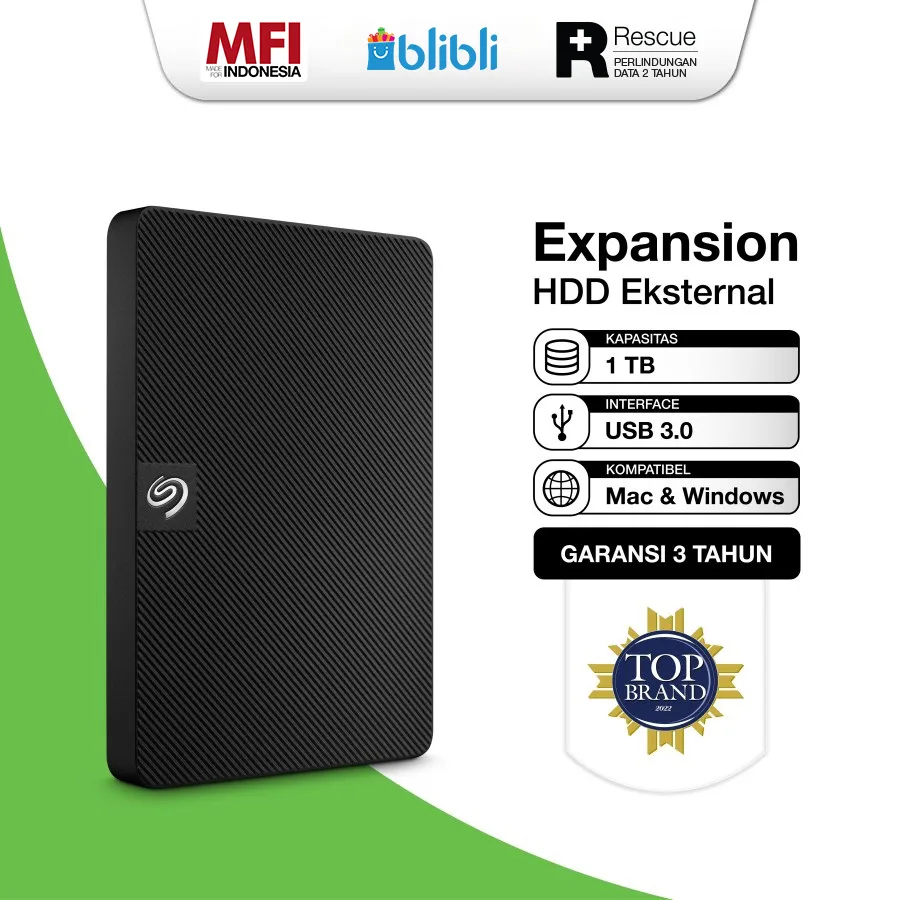 MFI
MADE FOR INDONESIA
blibli
R Rescue
PERLINDUNGAN
DATA 2 TAHUN
Expansion
HDD Eksternal
KAPASITAS
1 TB
INTERFACE
USB 3.0
KOMPATIBEL
Mac & Windows
GARANSI 3 TAHUN
TOP
BRAND
2022